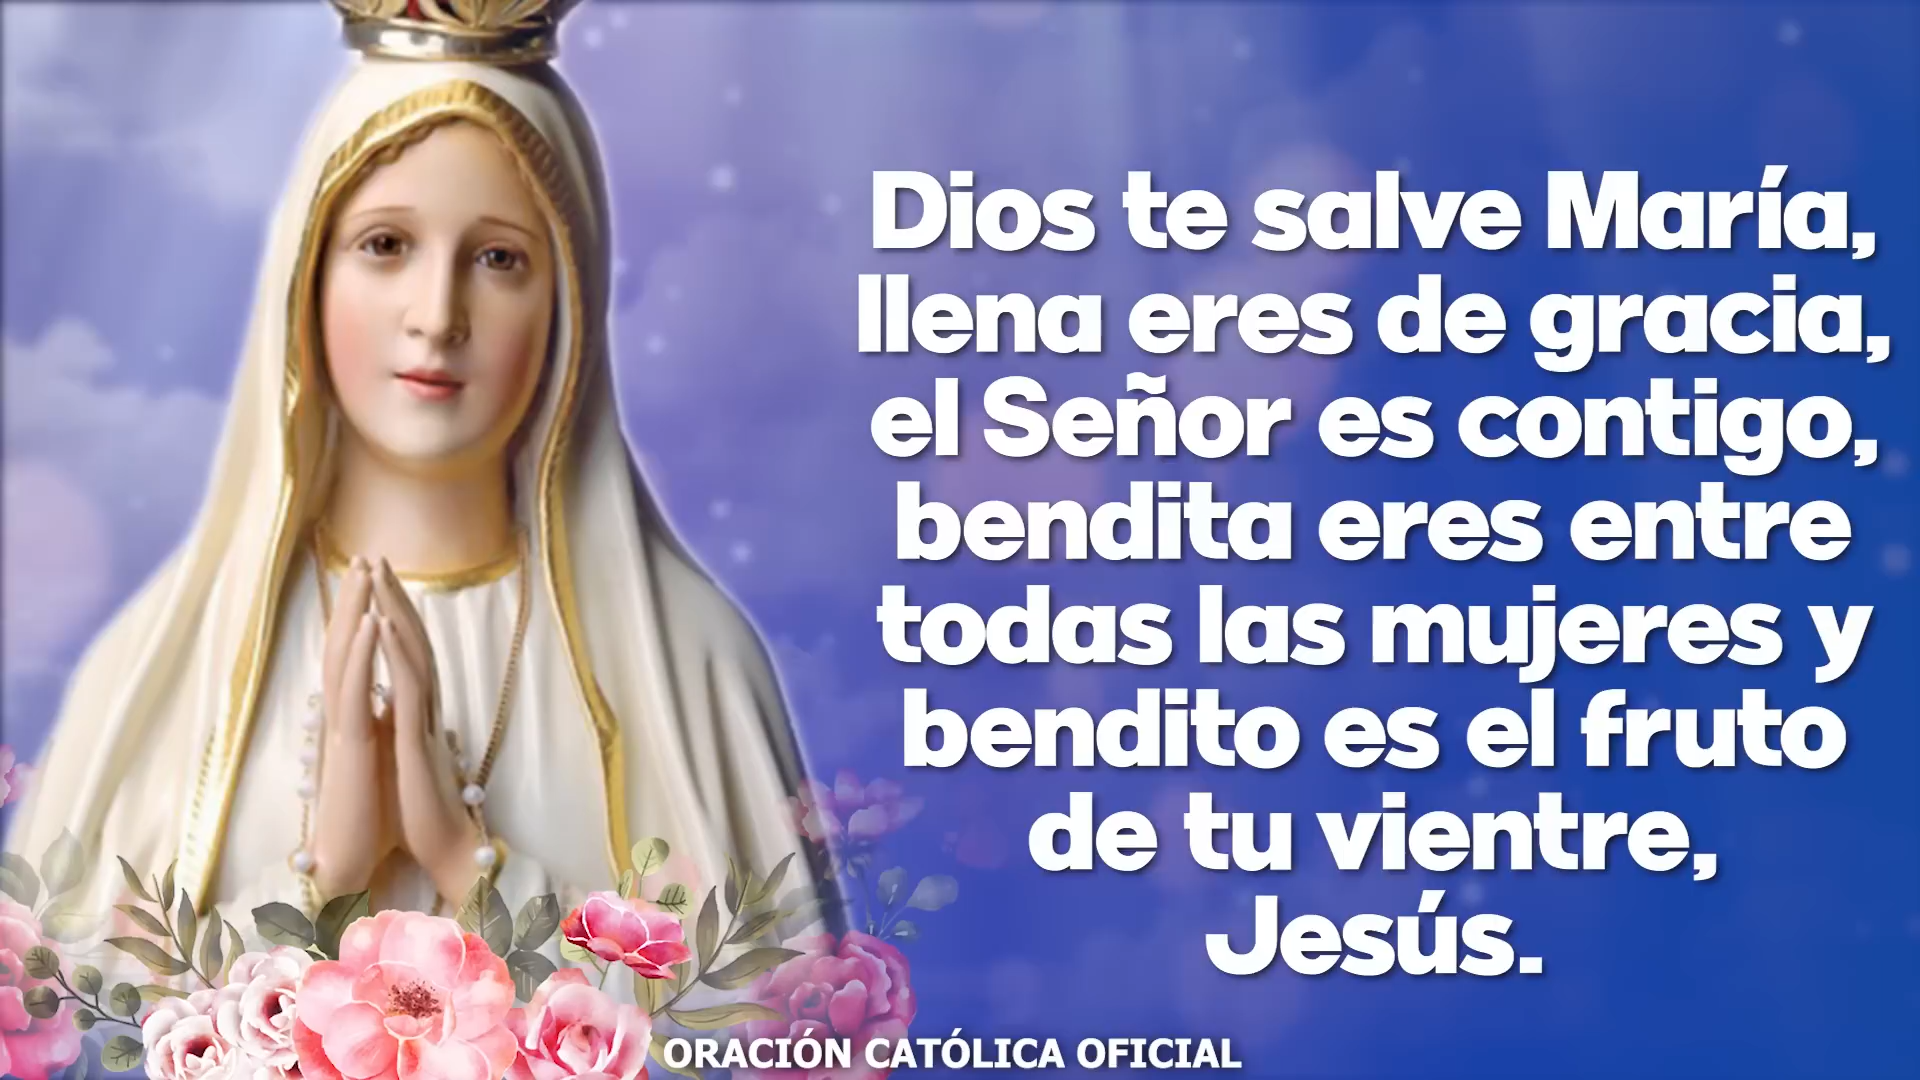 Dios te salve María,
llena eres de gracia,
el Señor es contigo,
bendita eres entre
todas las mujeres y
bendito es el fruto
de tu vientre,
Jesús.
ORACIÓN CATÓLICA OFICIAL